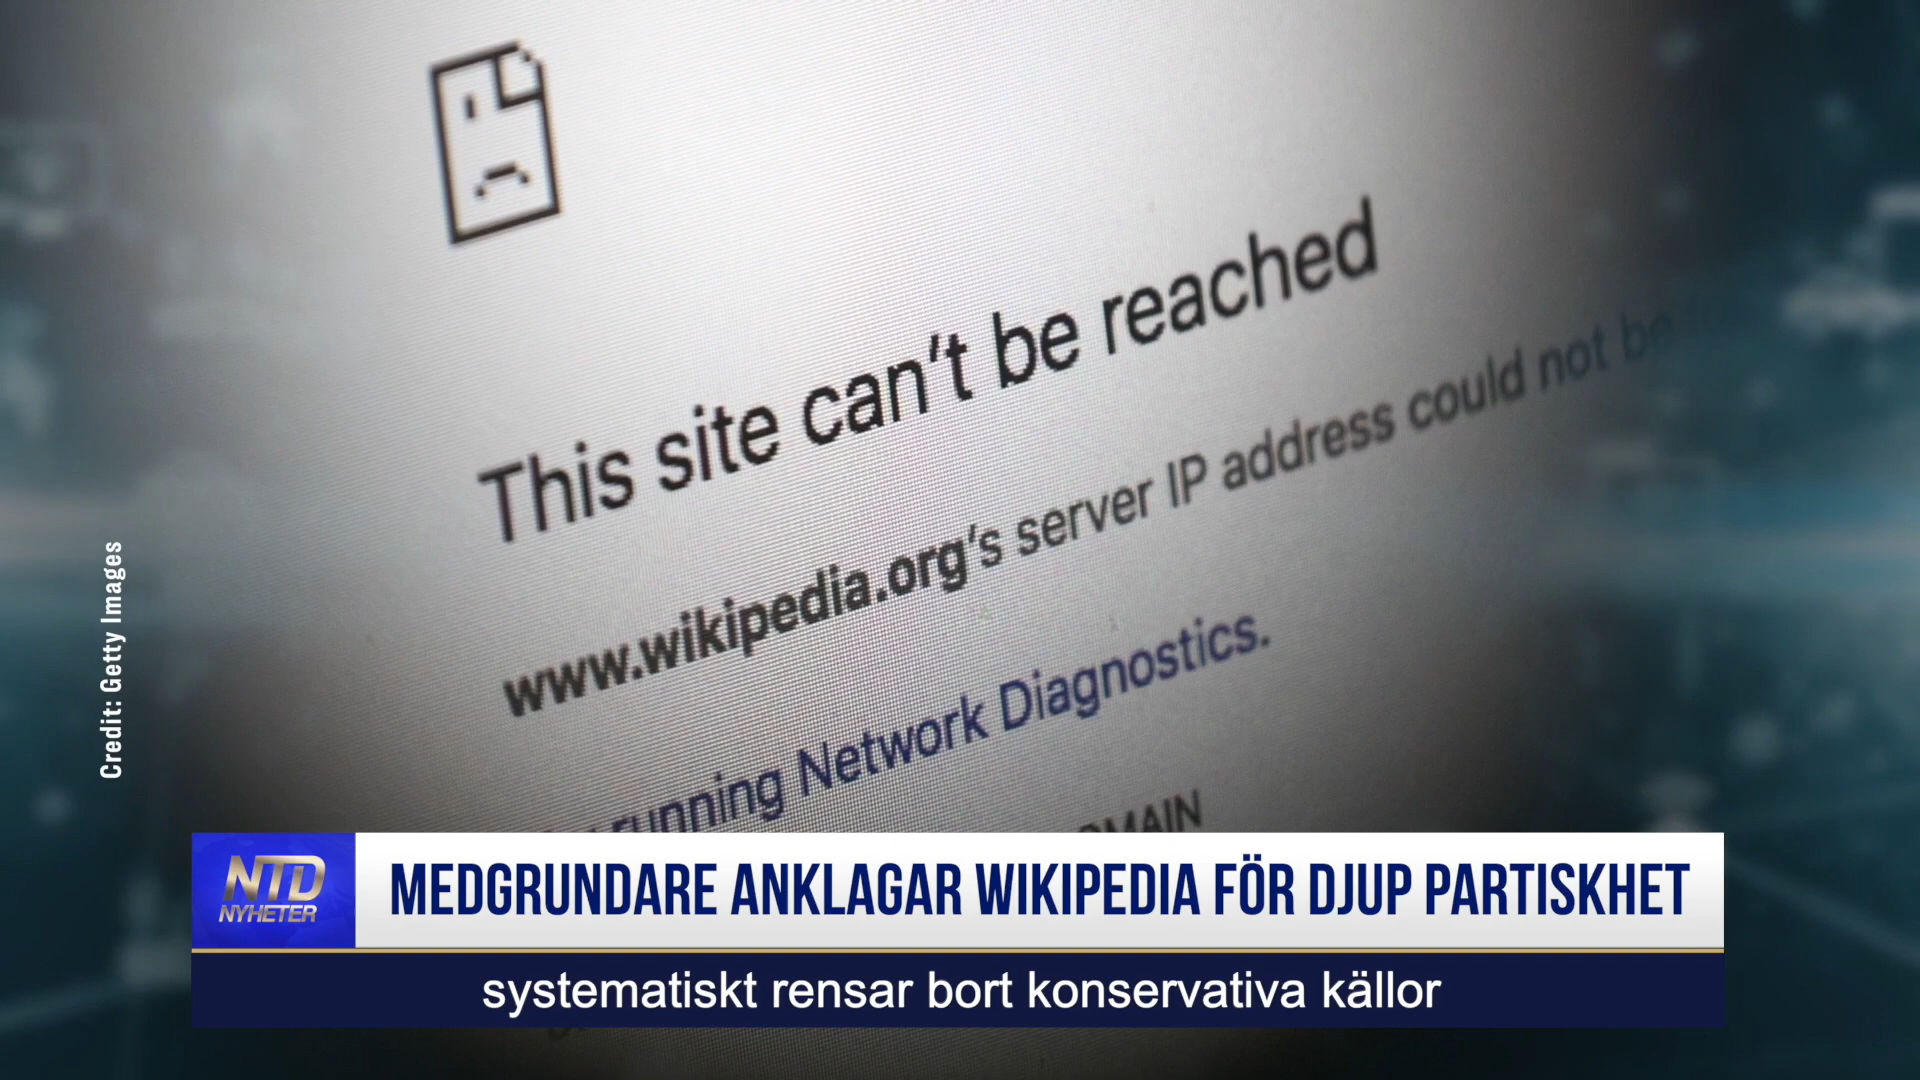 This site can't be reached
www.wikipedia.org's server IP address could not be
running Network Diagnostics.
Credit: Getty Images
NTD
NYHETER
MEDGRUNDARE ANKLAGAR WIKIPEDIA FÖR DJUP PARTISKHET
systematiskt rensar bort konservativa källor